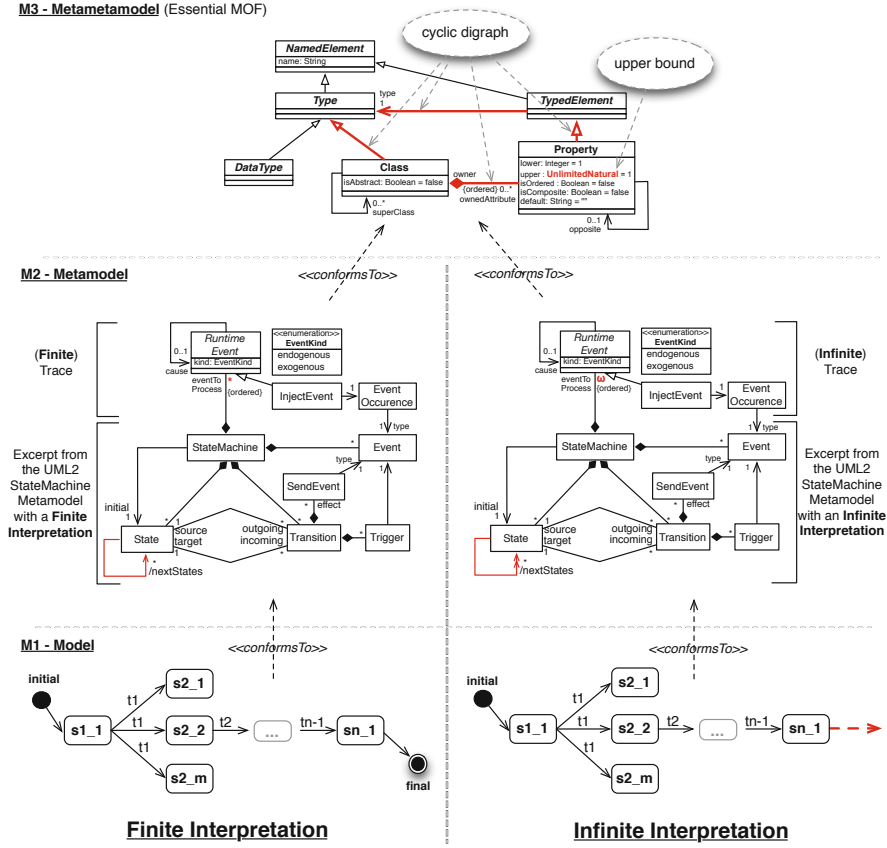 M3 - Metametamodel (Essential MOF)
cyclic digraph
upper bound
NamedElement
name: String
Type
type
1
TypedElement
DataType
Class
isAbstract: Boolean = false
0..*
superClass
owner
{ordered} 0..*
ownedAttribute
Property
lower: Integer = 1
upper : UnlimitedNatural = 1
isOrdered : Boolean = false
isComposite: Boolean = false
default: String = ""
0..1
opposite
M2 - Metamodel
<<conformsTo>>
<<conformsTo>>
(Finite)
Trace
Runtime
Event
kind: EventKind
0..1
cause
<<enumeration>>
EventKind
endogenous
exogenous
eventTo
Process
*
{ordered}
InjectEvent
1
Event
Occurence
1
type
Excerpt from
the UML2
StateMachine
Metamodel
with a Finite
Interpretation
StateMachine
*
Event
type
1
1
SendEvent
*
effect
initial
1
*
State
1
source
target
1
*
/nextStates
*
outgoing
incoming
*
*
Transition
*
Trigger
Runtime
Event
kind: EventKind
0..1
cause
<<enumeration>>
EventKind
endogenous
exogenous
eventTo
Process
ω
{ordered}
InjectEvent
1
Event
Occurence
1
type
(Infinite)
Trace
StateMachine
*
Event
type
1
1
SendEvent
*
effect
initial
1
*
State
1
source
target
1
*
/nextStates
*
outgoing
incoming
*
*
Transition
*
Trigger
Excerpt from
the UML2
StateMachine
Metamodel
with an Infinite
Interpretation
M1 - Model
<<conformsTo>>
<<conformsTo>>
initial
s1_1
t1
s2_1
t1
s2_2
t2
...
tn-1
sn_1
t1
s2_m
final
Finite Interpretation
initial
s1_1
t1
s2_1
t1
s2_2
t2
...
tn-1
sn_1
t1
s2_m
Infinite Interpretation